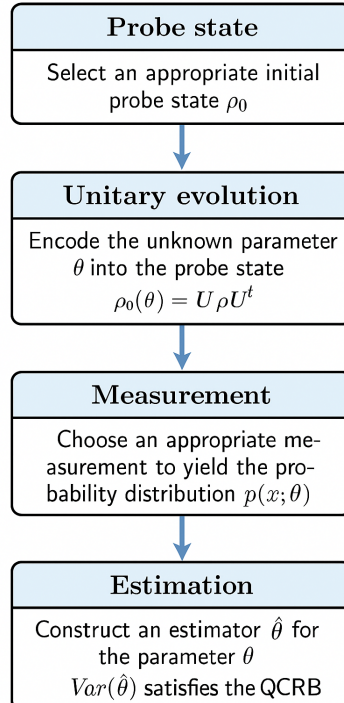 Probe state
Select an appropriate initial
probe state ρ₀
Unitary evolution
Encode the unknown parameter
θ into the probe state
ρ₀(θ) = UρUᵗ
Measurement
Choose an appropriate me-
asurement to yield the pro-
bability distribution p(x;θ)
Estimation
Construct an estimator θ̂ for
the parameter θ
Var(θ̂) satisfies the QCRB